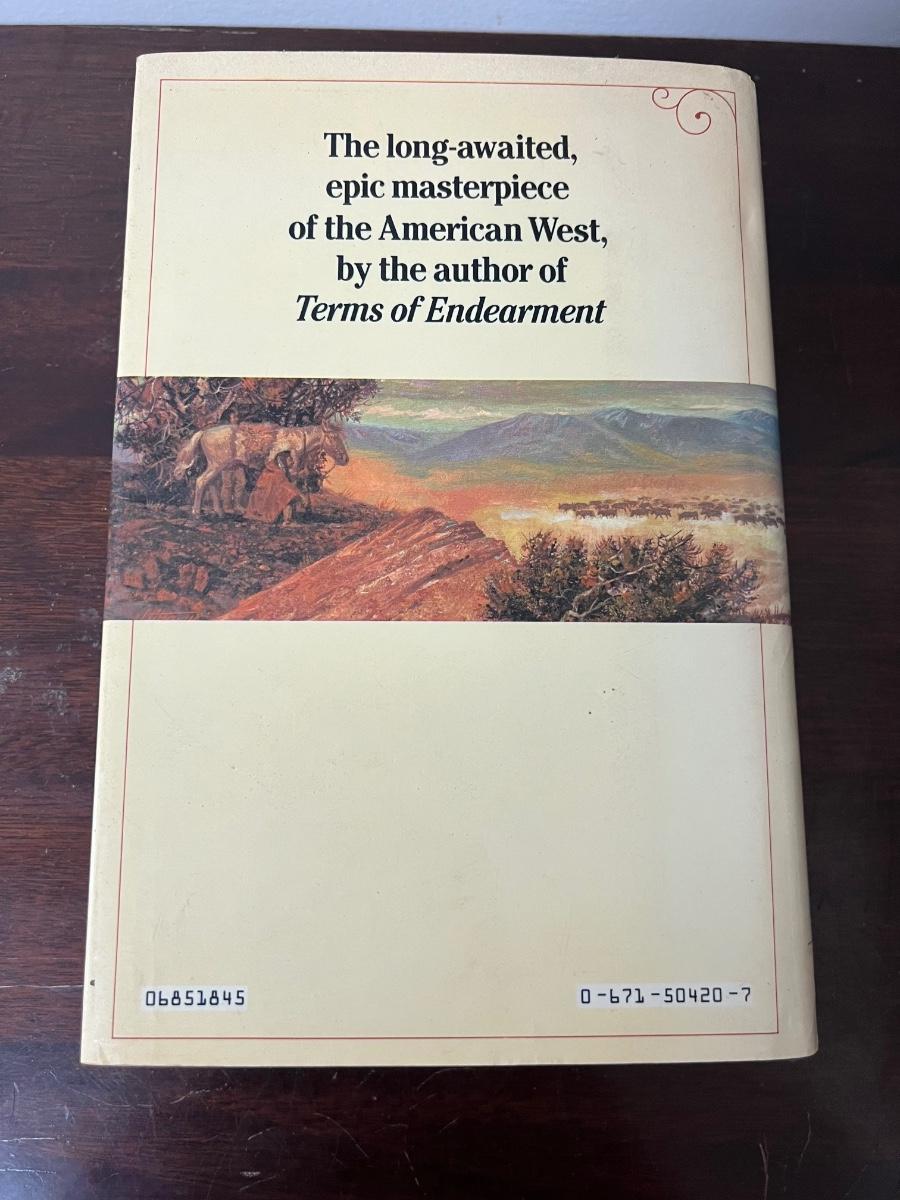 The long-awaited,
epic masterpiece
of the American West,
by the author of
Terms of Endearment
06851845
0-671-50420-7